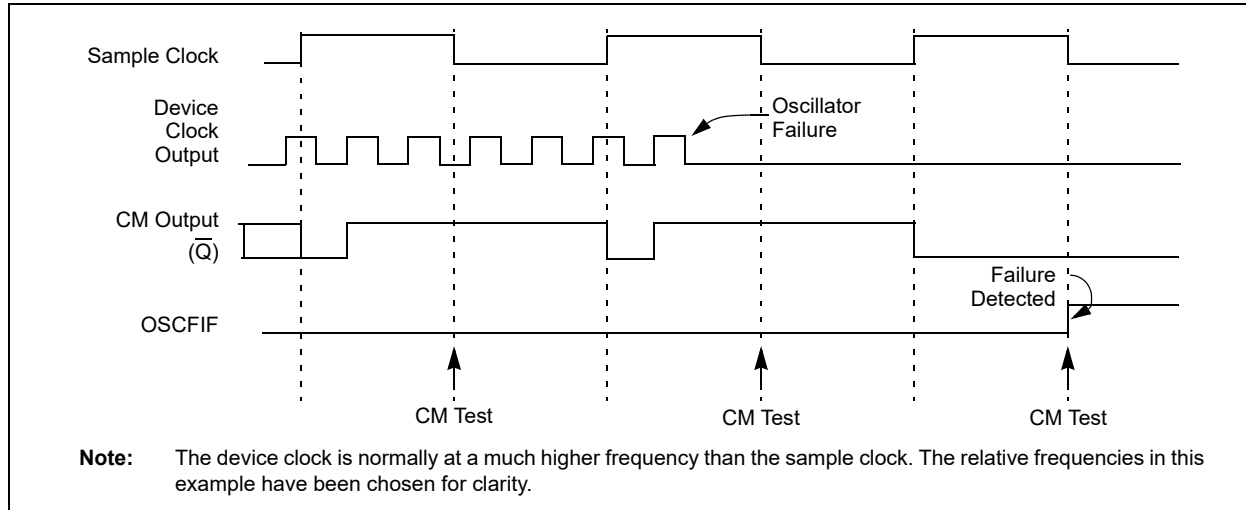 Sample Clock
Device
Clock
Output
Oscillator
Failure
CM Output
(Q̅)
Failure
Detected
OSCFIF
CM Test
CM Test
CM Test
Note: The device clock is normally at a much higher frequency than the sample clock. The relative frequencies in this
example have been chosen for clarity.